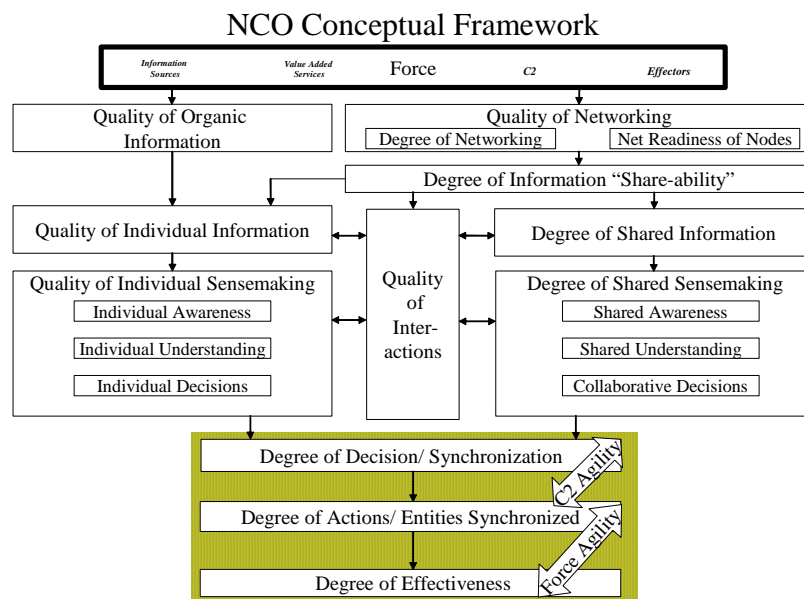 NCO Conceptual Framework
Information
Sources
Value Added
Services
Force
C2
Effectors
Quality of Organic
Information
Quality of Networking
Degree of Networking
Net Readiness of Nodes
Degree of Information “Share-ability”
Quality of Individual Information
Degree of Shared Information
Quality of Individual Sensemaking
Individual Awareness
Individual Understanding
Individual Decisions
Quality
of
Inter-
actions
Degree of Shared Sensemaking
Shared Awareness
Shared Understanding
Collaborative Decisions
Degree of Decision/ Synchronization
C2 Agility
Degree of Actions/ Entities Synchronized
Force Agility
Degree of Effectiveness